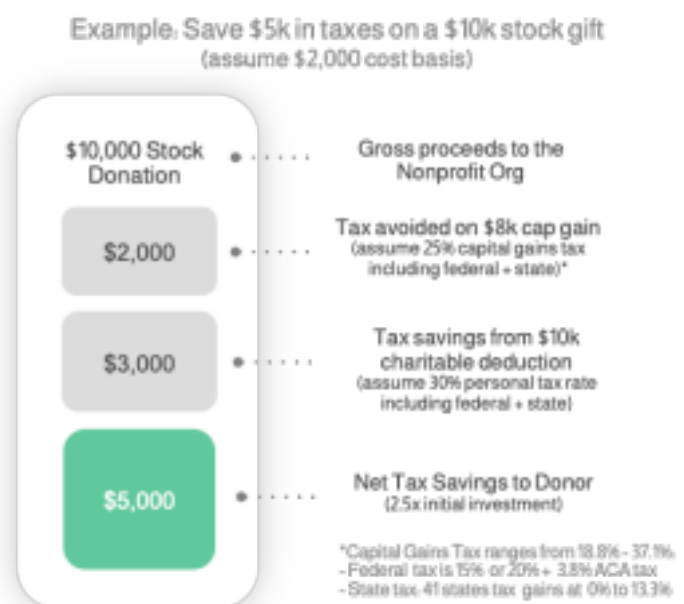 Example: Save $5k in taxes on a $10k stock gift
(assume $2,000 cost basis)
$10,000 Stock
Donation
Gross proceeds to the
Nonprofit Org
$2,000
Tax avoided on $8k cap gain
(assume 25% capital gains tax
including federal + state)*
$3,000
Tax savings from $10k
charitable deduction
(assume 30% personal tax rate
including federal + state)
$5,000
Net Tax Savings to Donor
(2.5x initial investment)
*Capital Gains Tax ranges from 18.8% - 37.1%
- Federal tax is 15% or 20% + 3.8% ACA tax
- State tax: 41 states tax gains at 0% to 13.3%